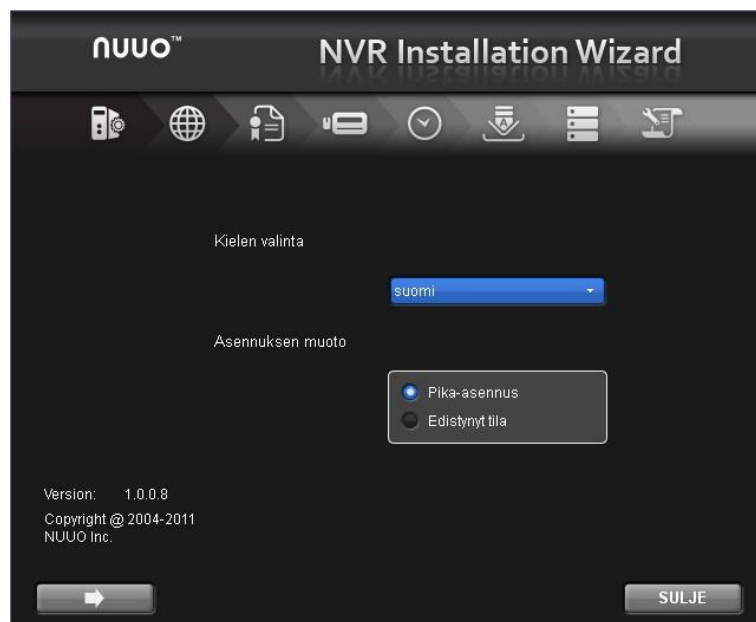 nuuo™
NVR Installation Wizard
Kielen valinta
suomi
Asennuksen muoto
Pika-asennus
Edistynyt tila
Version: 1.0.0.8
Copyright @ 2004-2011
NUUO Inc.
SULJE